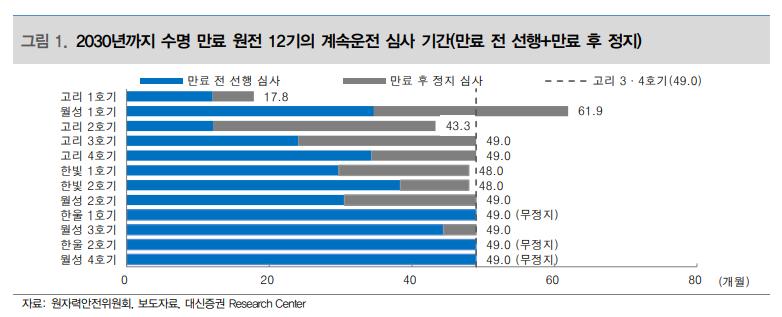 그림 1. 2030년까지 수명 만료 원전 12기의 계속운전 심사 기간(만료 전 선행+만료 후 정지)
만료 전 선행 심사 만료 후 정지 심사 고리 3 · 4호기(49.0)
고리 1호기 17.8
월성 1호기 61.9
고리 2호기 43.3
고리 3호기 49.0
고리 4호기 49.0
한빛 1호기 48.0
한빛 2호기 48.0
월성 2호기 49.0
한울 1호기 49.0 (무정지)
월성 3호기 49.0
한울 2호기 49.0 (무정지)
월성 4호기 49.0 (무정지)
0 20 40 60 80 (개월)
자료: 원자력안전위원회, 보도자료, 대신증권 Research Center